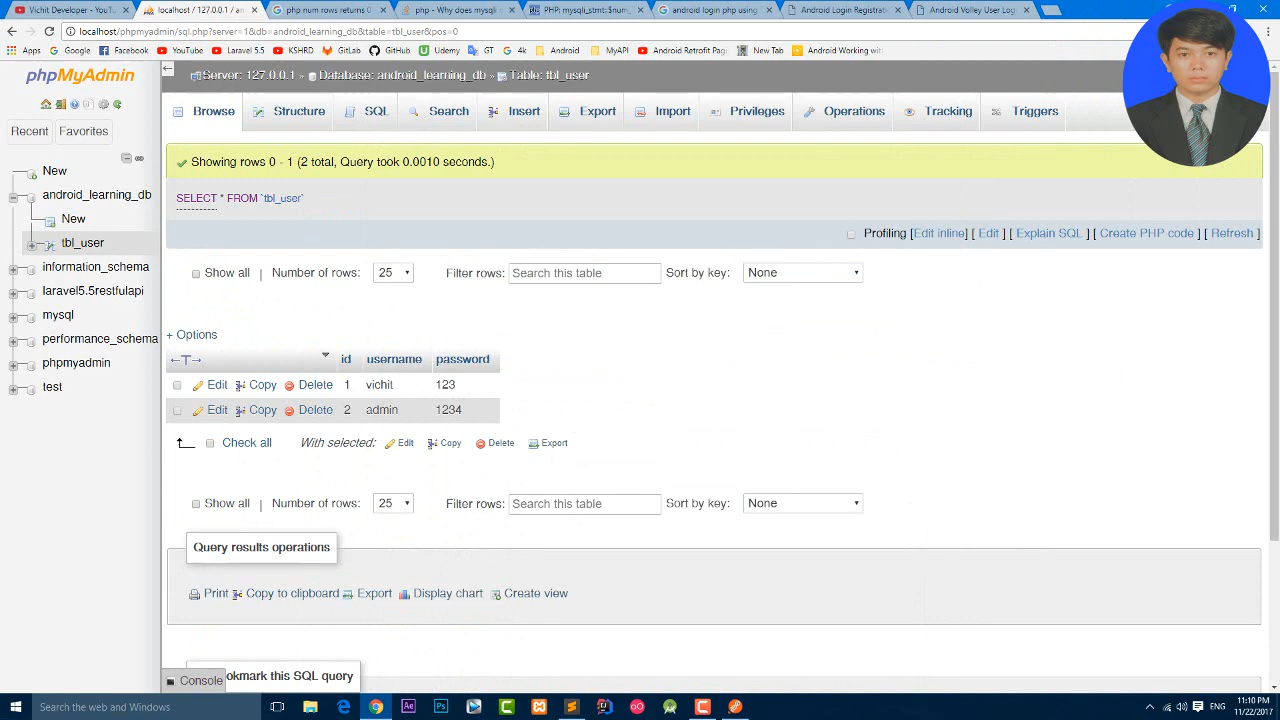 Vichit Developer - YouT
localhost / 127.0.0.1 / an
php num rows returns 0
php - Why does mysqli s
PHP: mysqli_stmt::$num_
android login php using
Android Login Registratio
Android Volley User Log
localhost/phpmyadmin/sql.php?server=1&db=android_learning_db&table=tbl_user&pos=0
Apps
Google
Facebook
YouTube
Laravel 5.5
KSHRD
GitLab
GitHub
Udemy
GT
4k
Android
MyAPI
Android Retrofit Pagi
New Tab
Android Working wit
phpMyAdmin
Recent
Favorites
New
android_learning_db
New
tbl_user
information_schema
laravel5.5restfulapi
mysql
performance_schema
phpmyadmin
test
Server: 127.0.0.1 » Database: android_learning_db » Table: tbl_user
Browse
Structure
SQL
Search
Insert
Export
Import
Privileges
Operations
Tracking
Triggers
Showing rows 0 - 1 (2 total, Query took 0.0010 seconds.)
SELECT * FROM `tbl_user`
Profiling [Edit inline] [ Edit ] [ Explain SQL ] [ Create PHP code ] [ Refresh ]
Show all | Number of rows: 25 Filter rows: Search this table Sort by key: None
+ Options
←T→ id username password
Edit Copy Delete 1 vichit 123
Edit Copy Delete 2 admin 1234
Check all With selected: Edit Copy Delete Export
Show all | Number of rows: 25 Filter rows: Search this table Sort by key: None
Query results operations
Print Copy to clipboard Export Display chart Create view
Console
okmark this SQL query
Search the web and Windows
ENG
11:10 PM
11/22/2017